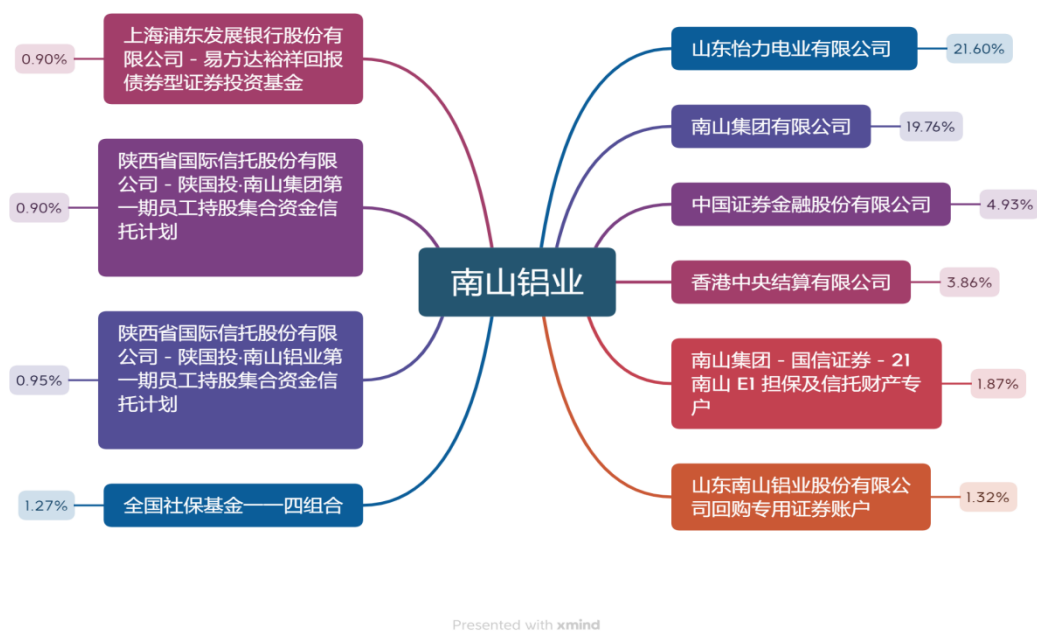 南山铝业
山东怡力电业有限公司
21.60%
南山集团有限公司
19.76%
中国证券金融股份有限公司
4.93%
香港中央结算有限公司
3.86%
南山集团 - 国信证券 - 21
南山 E1 担保及信托财产专
户
1.87%
山东南山铝业股份有限公
司回购专用证券账户
1.32%
上海浦东发展银行股份有
限公司 - 易方达裕祥回报
债券型证券投资基金
0.90%
陕西省国际信托股份有限
公司 - 陕国投·南山集团第
一期员工持股集合资金信
托计划
0.90%
陕西省国际信托股份有限
公司 - 陕国投·南山铝业第
一期员工持股集合资金信
托计划
0.95%
全国社保基金一一四组合
1.27%
Presented with xmind